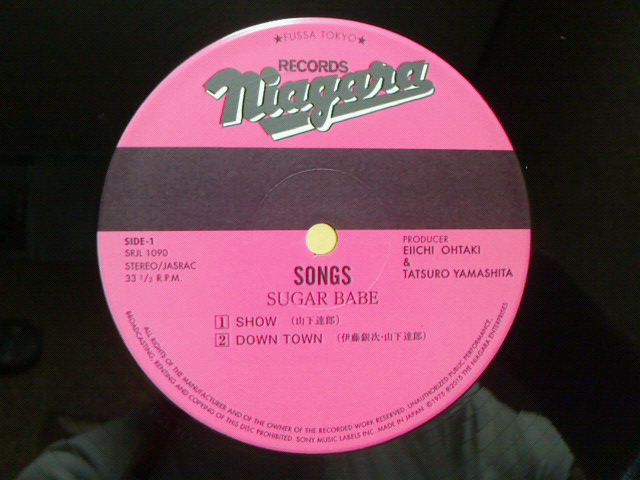 ★FUSSA TOKYO★
RECORDS
Niagara
SIDE-1
SRJL 1090
STEREO/JASRAC
33 1/3 R.P.M.
PRODUCER
EIICHI OHTAKI
&
TATSURO YAMASHITA
SONGS
SUGAR BABE
1 SHOW (山下達郎)
2 DOWN TOWN (伊藤銀次・山下達郎)
ALL RIGHTS OF THE MANUFACTURER AND OF THE OWNER OF THE RECORDED WORK RESERVED. UNAUTHORIZED PUBLIC PERFORMANCE,
BROADCASTING, RENTING AND COPYING OF THIS DISC PROHIBITED. SONY MUSIC LABELS INC. MADE IN JAPAN. ©1975 ℗2015 THE NIAGARA ENTERPRISES